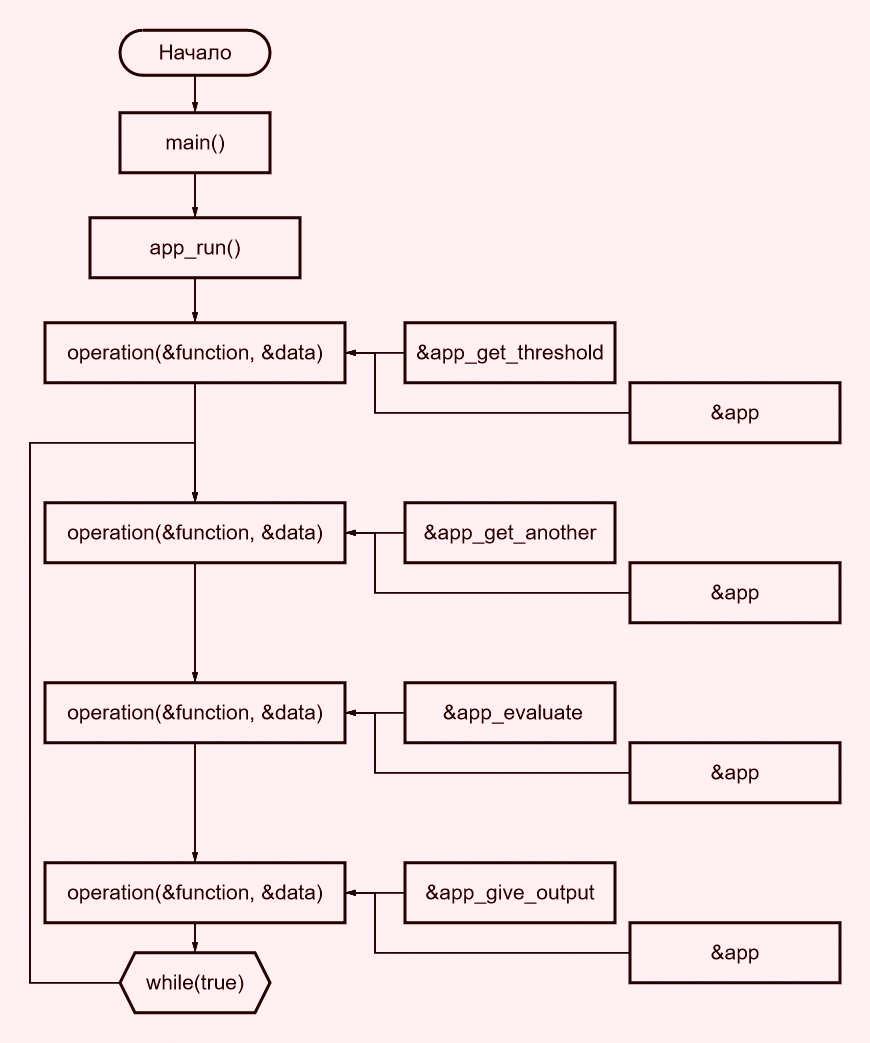 Начало
main()
app_run()
operation(&function, &data)
&app_get_threshold
&app
operation(&function, &data)
&app_get_another
&app
operation(&function, &data)
&app_evaluate
&app
operation(&function, &data)
&app_give_output
&app
while(true)